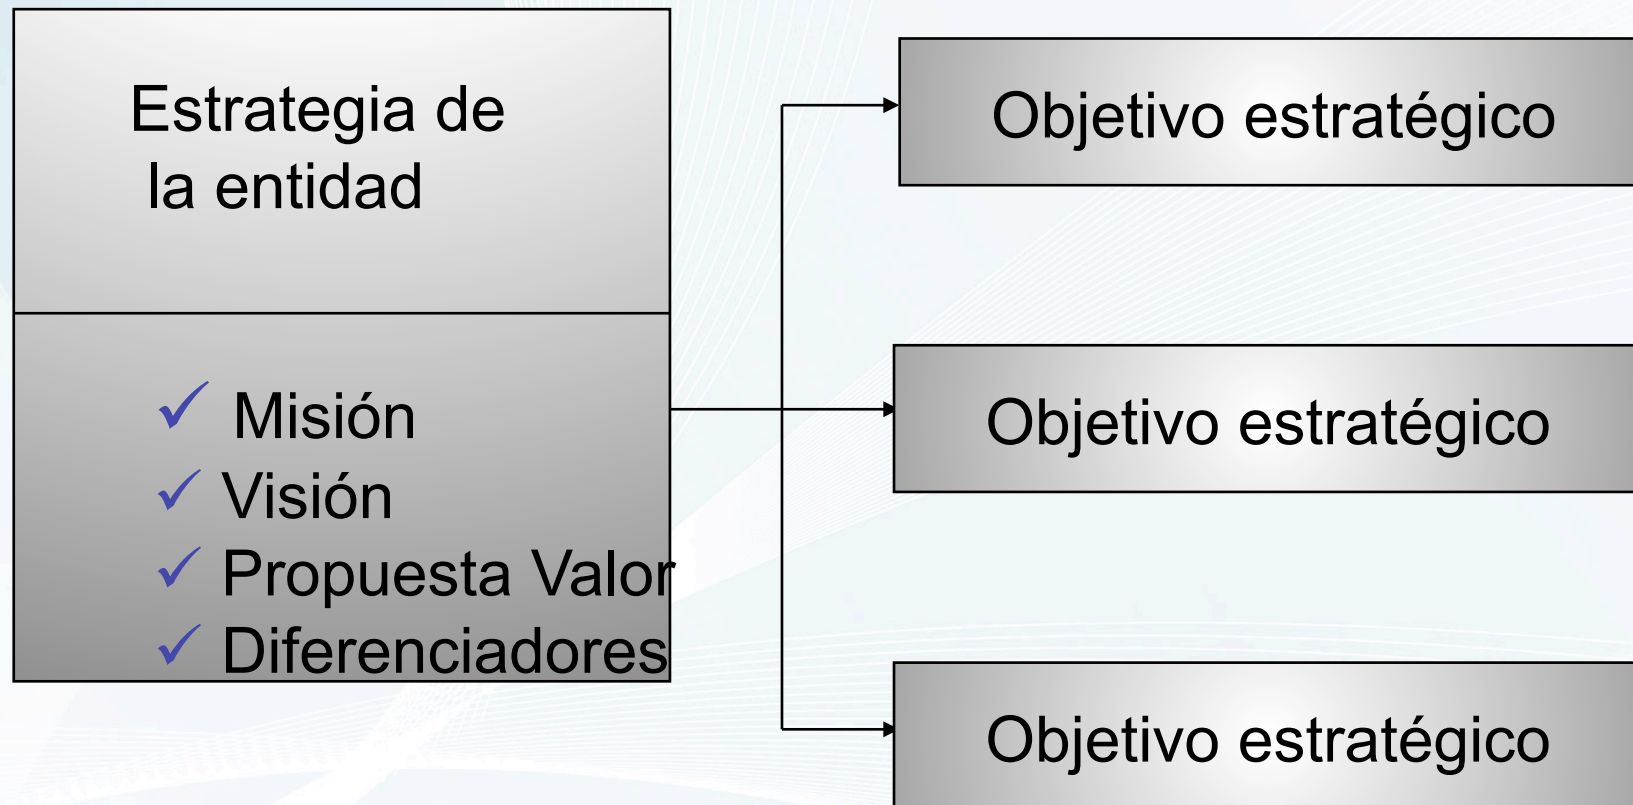 Estrategia de
la entidad
✓ Misión
✓ Visión
✓ Propuesta Valor
✓ Diferenciadores
Objetivo estratégico
Objetivo estratégico
Objetivo estratégico